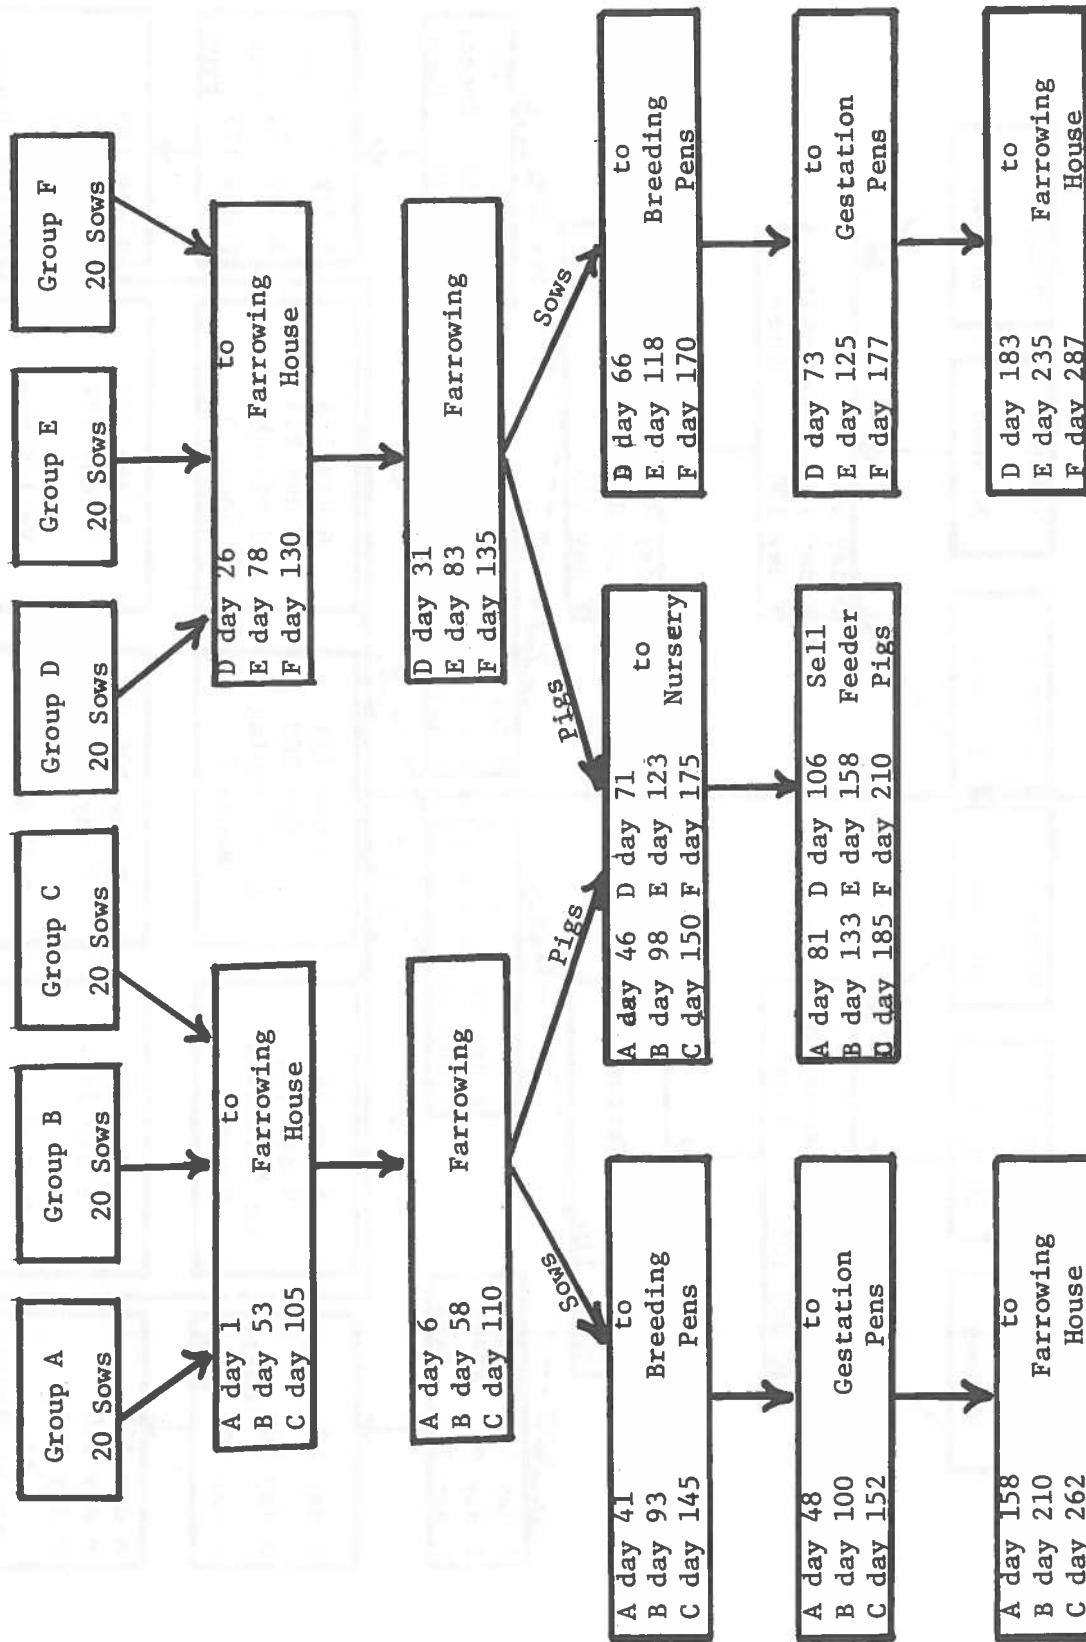 Group A
20 Sows
Group B
20 Sows
Group C
20 Sows
Group D
20 Sows
Group E
20 Sows
Group F
20 Sows
A day 1 to
B day 53 Farrowing
C day 105 House
D day 26 to
E day 78 Farrowing
F day 130 House
A day 6
B day 58 Farrowing
C day 110
D day 31
E day 83 Farrowing
F day 135
Sows
Pigs
Pigs
Sows
A day 41 to
B day 93 Breeding
C day 145 Pens
A day 46 D day 71 to
B day 98 E day 123 Nursery
C day 150 F day 175
D day 66 to
E day 118 Breeding
F day 170 Pens
A day 48 to
B day 100 Gestation
C day 152 Pens
A day 81 D day 106 Sell
B day 133 E day 158 Feeder
C day 185 F day 210 Pigs
D day 73 to
E day 125 Gestation
F day 177 Pens
A day 158 to
B day 210 Farrowing
C day 262 House
D day 183 to
E day 235 Farrowing
F day 287 House